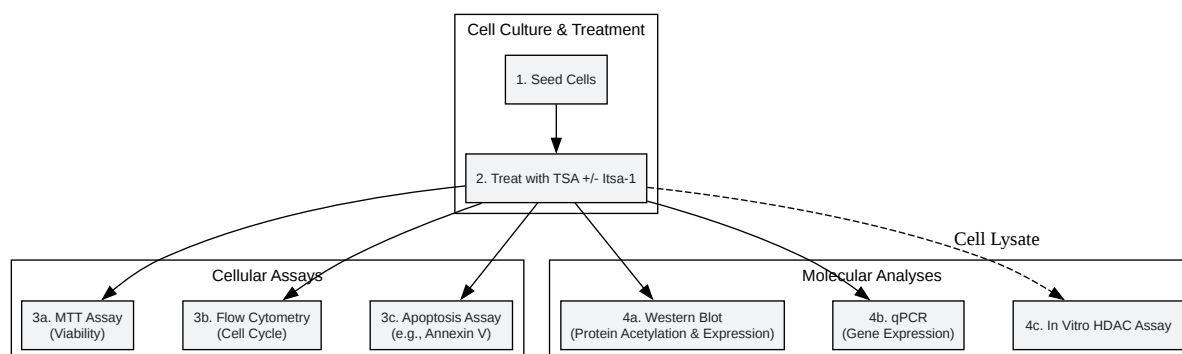 Cell Culture & Treatment
1. Seed Cells
2. Treat with TSA +/- Itsa-1
Cell Lysate
Cellular Assays
Molecular Analyses
3a. MTT Assay
(Viability)
3b. Flow Cytometry
(Cell Cycle)
3c. Apoptosis Assay
(e.g., Annexin V)
4a. Western Blot
(Protein Acetylation & Expression)
4b. qPCR
(Gene Expression)
4c. In Vitro HDAC Assay